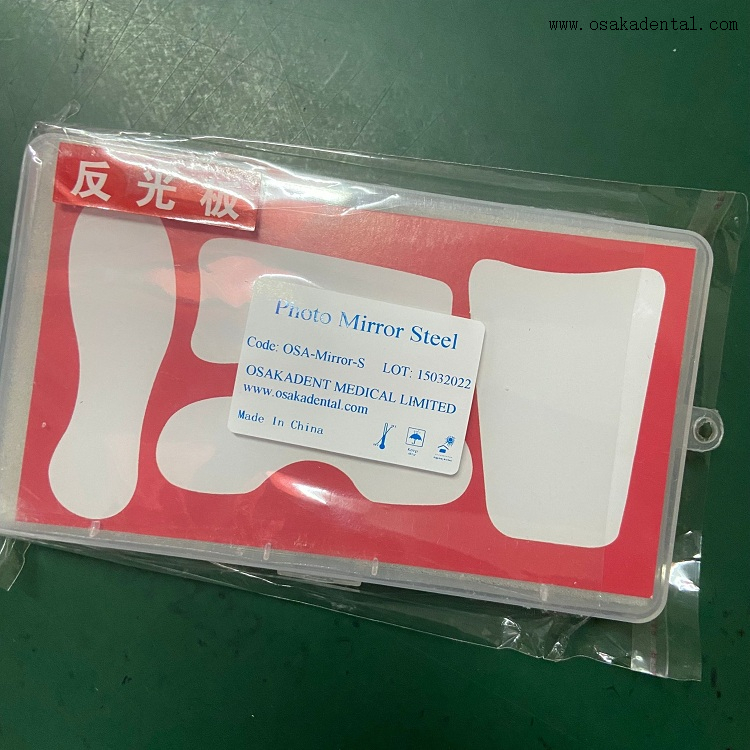 www.osakadental.com
反光板
Photo Mirror Steel
Code: OSA-Mirror-S LOT: 15032022
OSAKADENT MEDICAL LIMITED
www.osakadental.com
Made In China